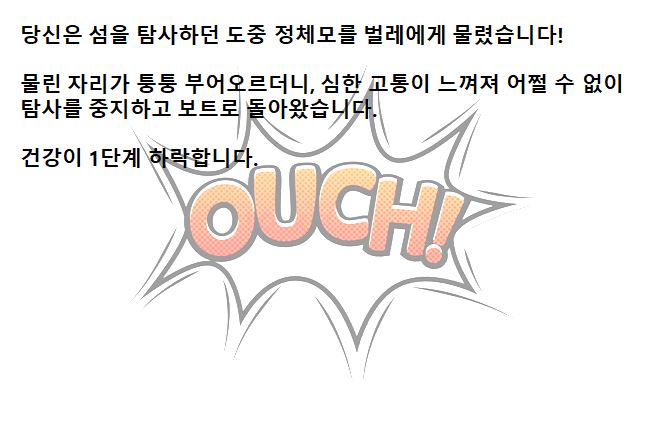 당신은 섬을 탐사하던 도중 정체모를 벌레에게 물렸습니다!
물린 자리가 퉁퉁 부어오르더니, 심한 고통이 느껴져 어쩔 수 없이
탐사를 중지하고 보트로 돌아왔습니다.
건강이 1단계 하락합니다.
OUCH!